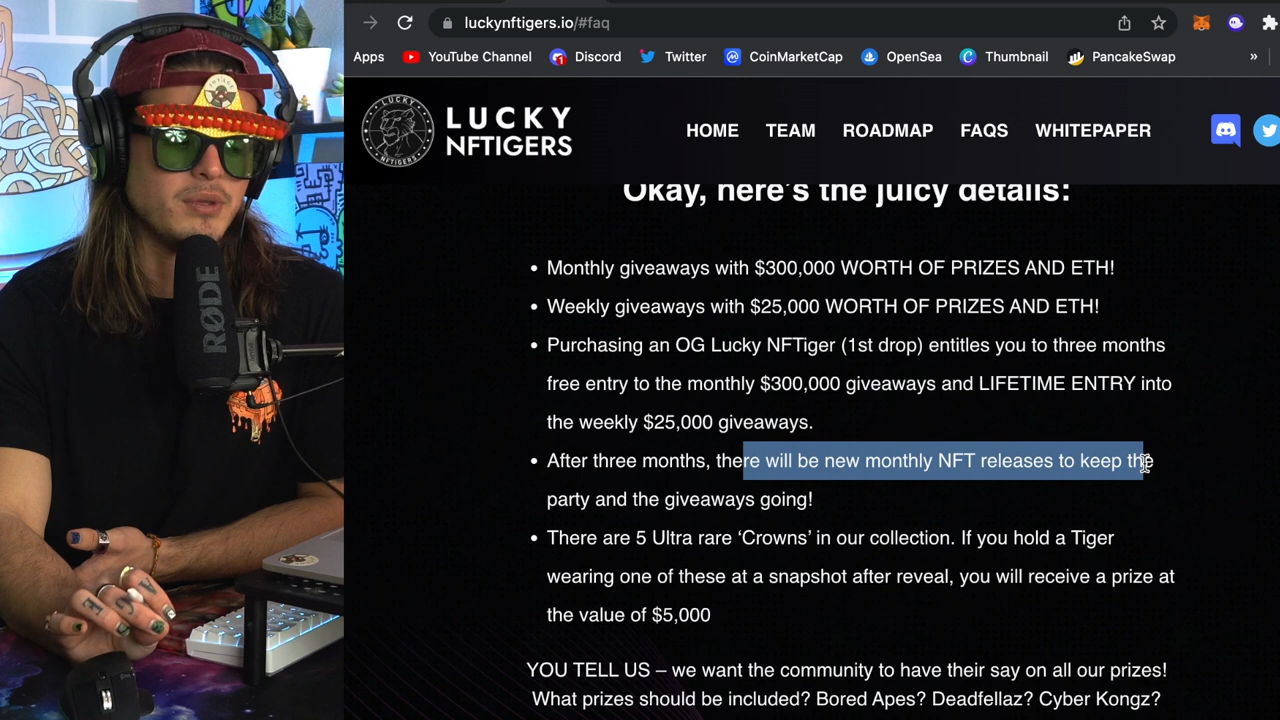 luckynftigers.io/#faq
Apps YouTube Channel Discord Twitter CoinMarketCap OpenSea Thumbnail PancakeSwap »
LUCKY
NFTIGERS
LUCKY
NFTIGERS
HOME TEAM ROADMAP FAQS WHITEPAPER
Okay, here's the juicy details:
• Monthly giveaways with $300,000 WORTH OF PRIZES AND ETH!
• Weekly giveaways with $25,000 WORTH OF PRIZES AND ETH!
• Purchasing an OG Lucky NFTiger (1st drop) entitles you to three months
free entry to the monthly $300,000 giveaways and LIFETIME ENTRY into
the weekly $25,000 giveaways.
• After three months, there will be new monthly NFT releases to keep the
party and the giveaways going!
• There are 5 Ultra rare ‘Crowns’ in our collection. If you hold a Tiger
wearing one of these at a snapshot after reveal, you will receive a prize at
the value of $5,000
YOU TELL US – we want the community to have their say on all our prizes!
What prizes should be included? Bored Apes? Deadfellaz? Cyber Kongz?
RØDE